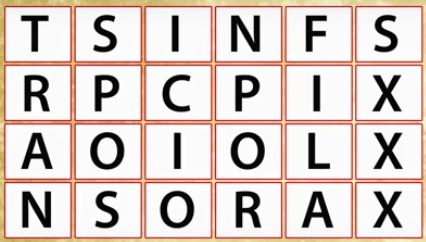 T S I N F S
R P C P I X
A O I O L X
N S O R A X